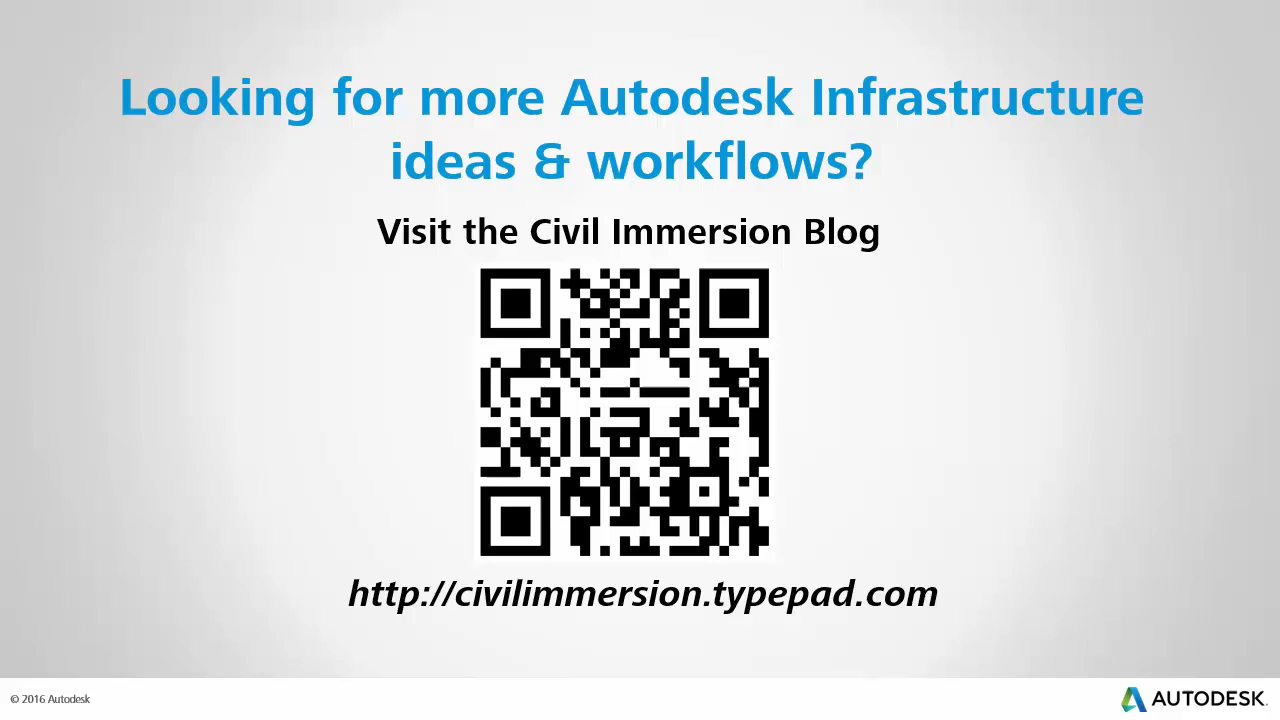 Looking for more Autodesk Infrastructure
ideas & workflows?
Visit the Civil Immersion Blog
http://civilimmersion.typepad.com
© 2016 Autodesk
AUTODESK.